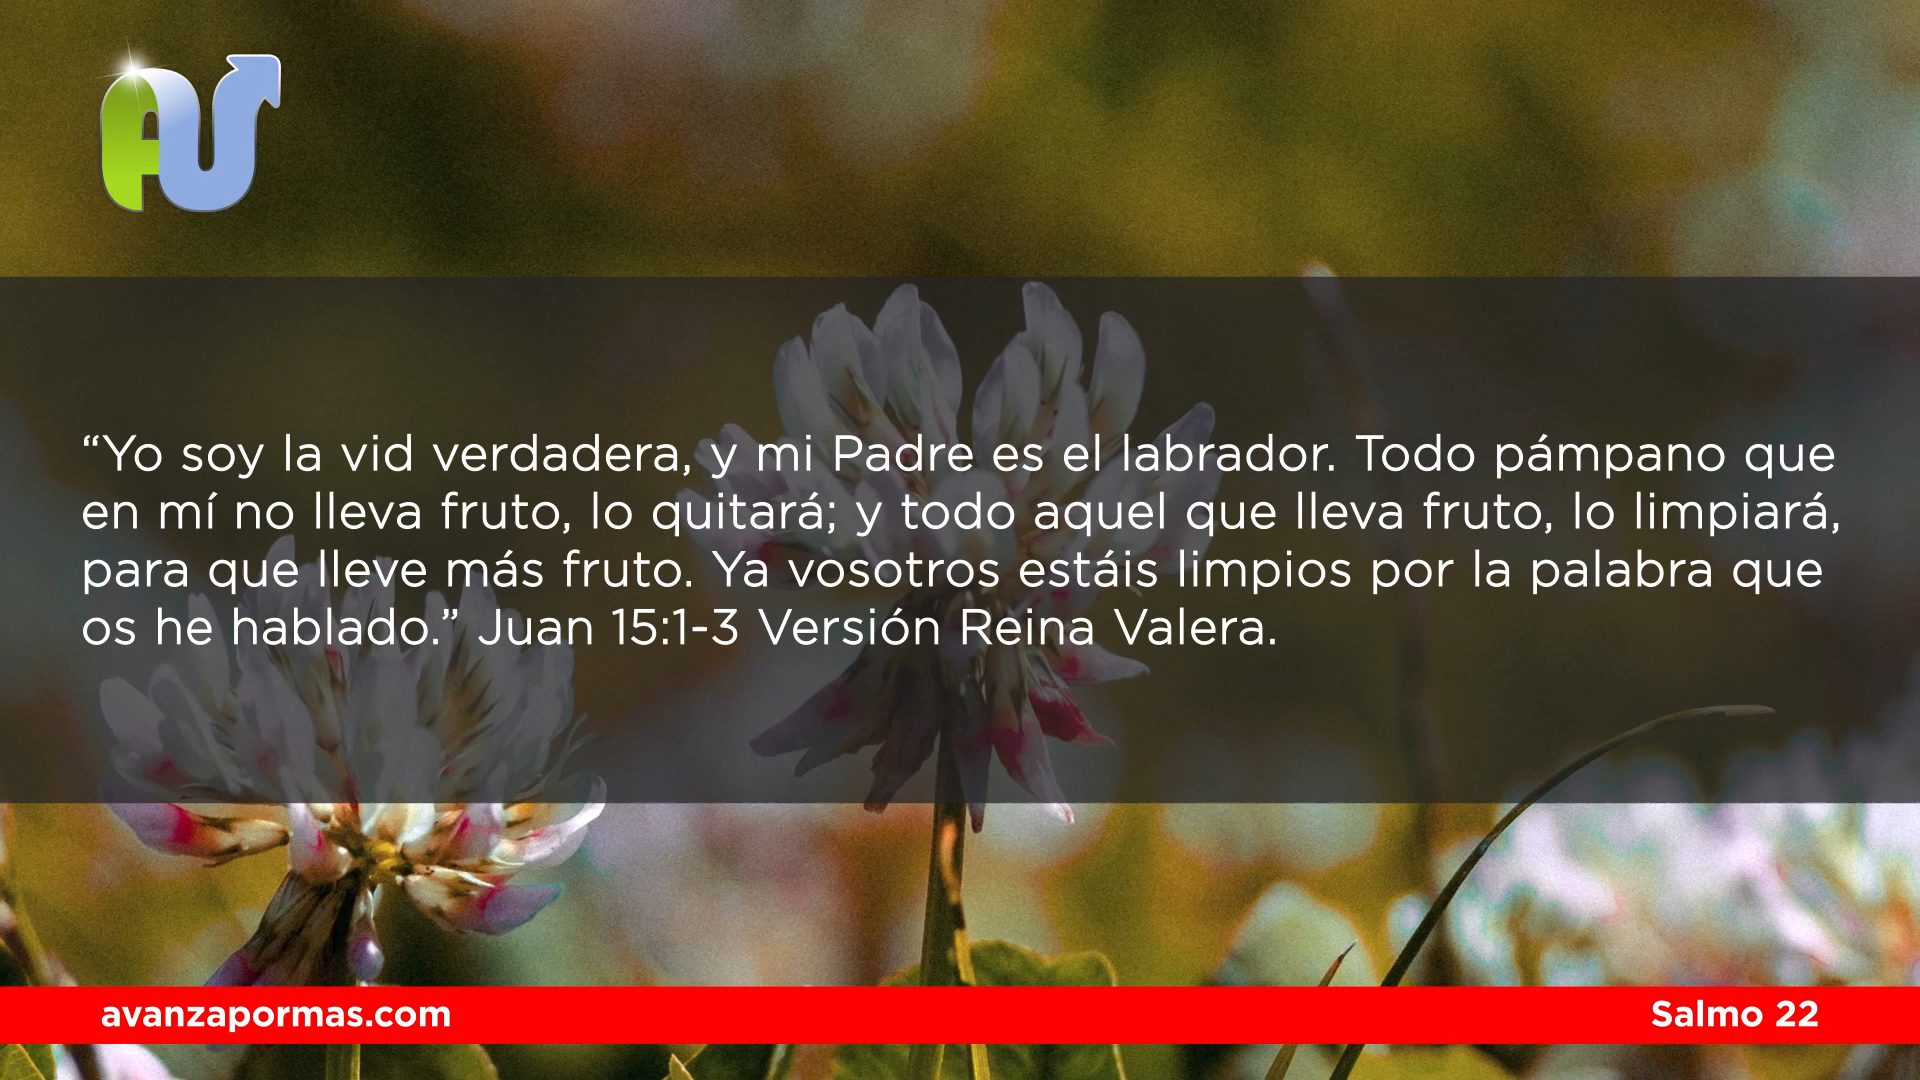 “Yo soy la vid verdadera, y mi Padre es el labrador. Todo pámpano que
en mí no lleva fruto, lo quitará; y todo aquel que lleva fruto, lo limpiará,
para que lleve más fruto. Ya vosotros estáis limpios por la palabra que
os he hablado.” Juan 15:1-3 Versión Reina Valera.
avanzapormas.com
Salmo 22